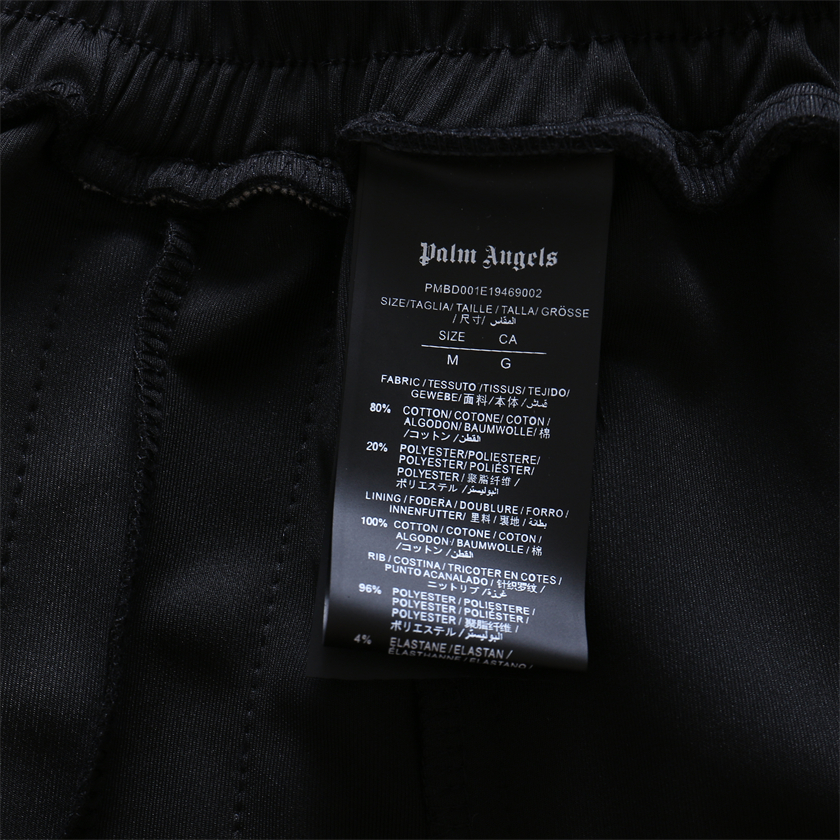 Palm Angels
PMBD001E19469002
SIZE/TAGLIA/TAILLE/TALLA/GRÖSSE
/尺寸/ المقاس
SIZE CA
M G
FABRIC/TESSUTO/TISSUS/TEJIDO/
GEWEBE/面料/本体/قماش
80% COTTON/COTONE/COTON/
ALGODON/BAUMWOLLE/棉
/コットン/القطن
20% POLYESTER/POLIESTERE/
POLYESTER/POLIÉSTER/
POLYESTER/聚脂纤维/
ポリエステル/البوليستر
LINING/FODERA/DOUBLURE/FORRO/
INNENFUTTER/里料/裏地/بطانة
100% COTTON/COTONE/COTON/
ALGODON/BAUMWOLLE/棉
/コットン/القطن
RIB/COSTINA/TRICOTER EN COTES/
PUNTO ACANALADO/针织罗纹/
ニットリブ/
96% POLYESTER/POLIESTERE/
POLYESTER/POLIÉSTER/
POLYESTER/聚脂纤维/
ポリエステル/البوليستر
4% ELASTANE/ELASTAN/
ÉLASTHANNE/ELASTANO/